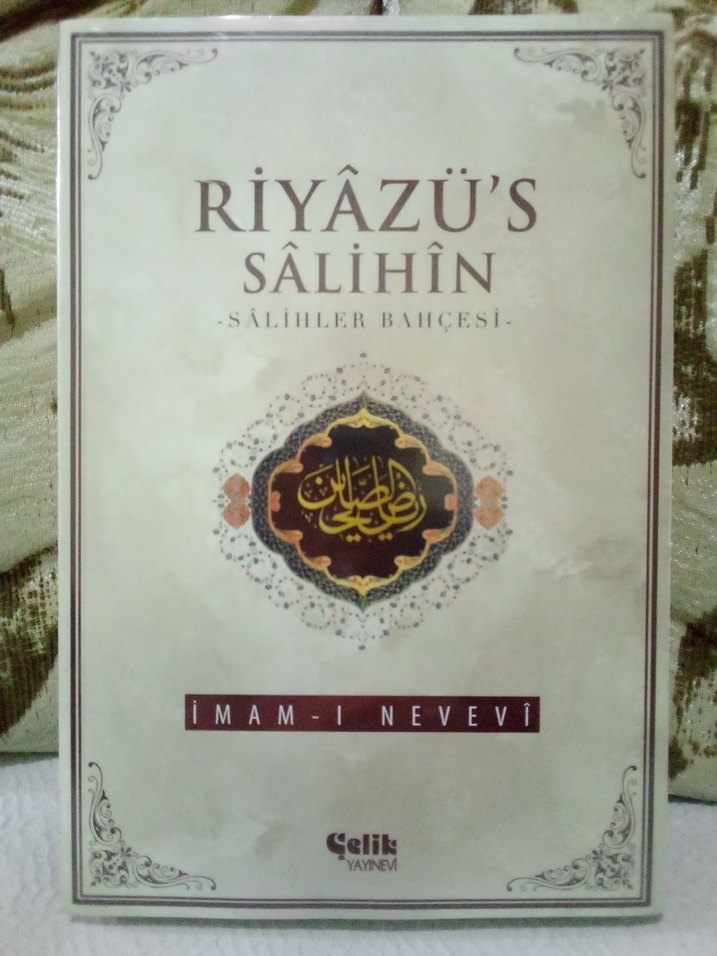 RİYÂZÜ'S
SÂLİHÎN
-SÂLİHLER BAHÇESİ-
رياض الصالحين
İMAM-I NEVEVÎ
Çelik
YAYINEVİ